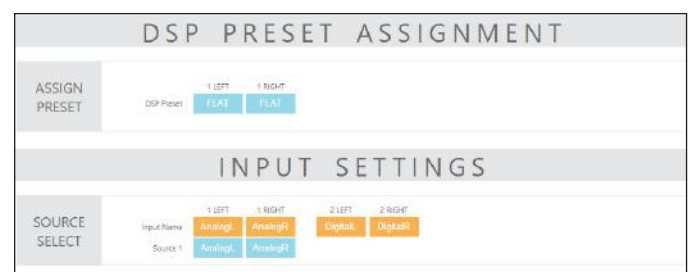 DSP PRESET ASSIGNMENT
1 LEFT 1 RIGHT
ASSIGN
PRESET
DSP Preset FLAT FLAT
INPUT SETTINGS
1 LEFT 1 RIGHT 2 LEFT 2 RIGHT
SOURCE
SELECT
Input Name AnalogL AnalogR DigitalL DigitalR
Source 1 AnalogL AnalogR